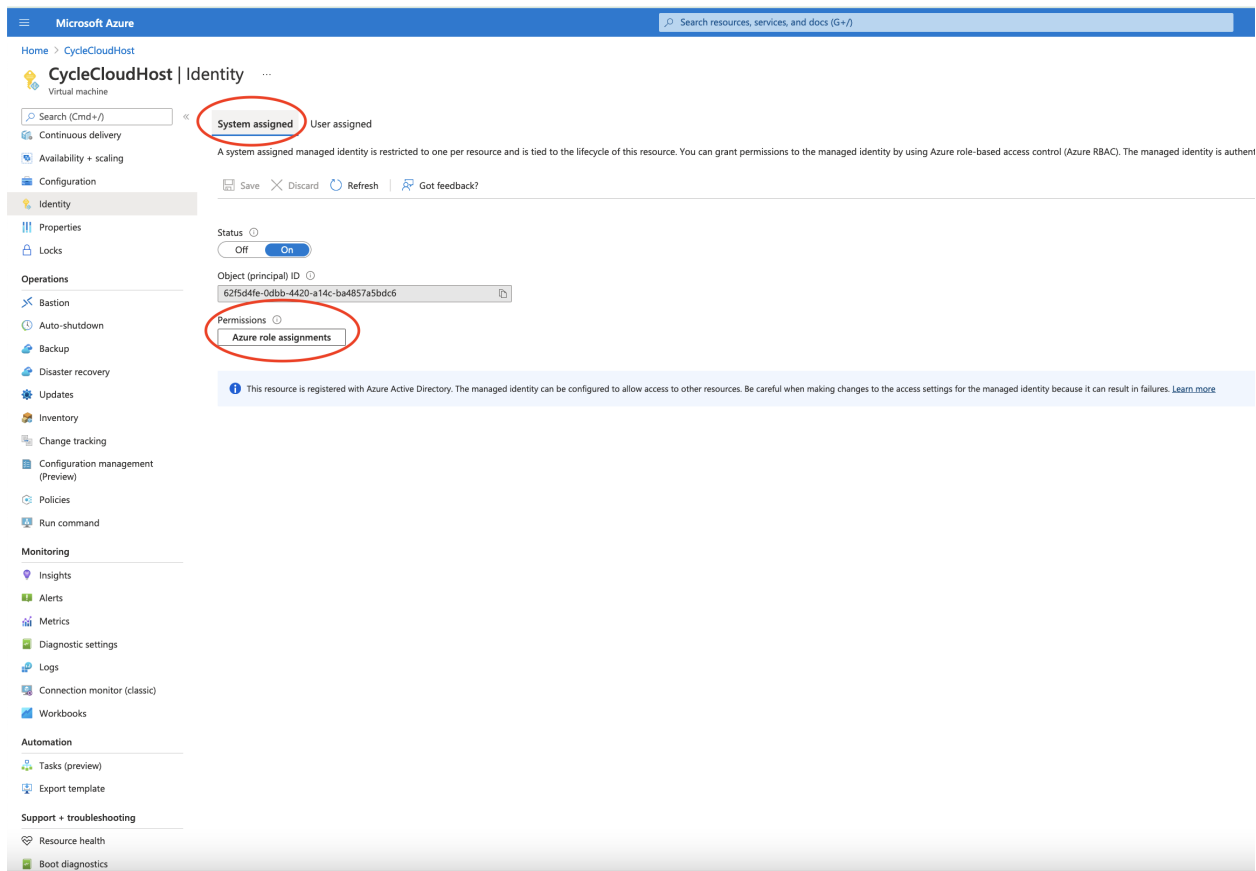 Microsoft Azure
Search resources, services, and docs (G+/)
Home > CycleCloudHost
CycleCloudHost | Identity ...
Virtual machine
Search (Cmd+/)
«
Continuous delivery
Availability + scaling
Configuration
Identity
Properties
Locks
Operations
Bastion
Auto-shutdown
Backup
Disaster recovery
Updates
Inventory
Change tracking
Configuration management
(Preview)
Policies
Run command
Monitoring
Insights
Alerts
Metrics
Diagnostic settings
Logs
Connection monitor (classic)
Workbooks
Automation
Tasks (preview)
Export template
Support + troubleshooting
Resource health
Boot diagnostics
System assigned User assigned
A system assigned managed identity is restricted to one per resource and is tied to the lifecycle of this resource. You can grant permissions to the managed identity by using Azure role-based access control (Azure RBAC). The managed identity is authent
Save Discard Refresh Got feedback?
Status
Off On
Object (principal) ID
62f5d4fe-0dbb-4420-a14c-ba4857a5bdc6
Permissions
Azure role assignments
This resource is registered with Azure Active Directory. The managed identity can be configured to allow access to other resources. Be careful when making changes to the access settings for the managed identity because it can result in failures. Learn more